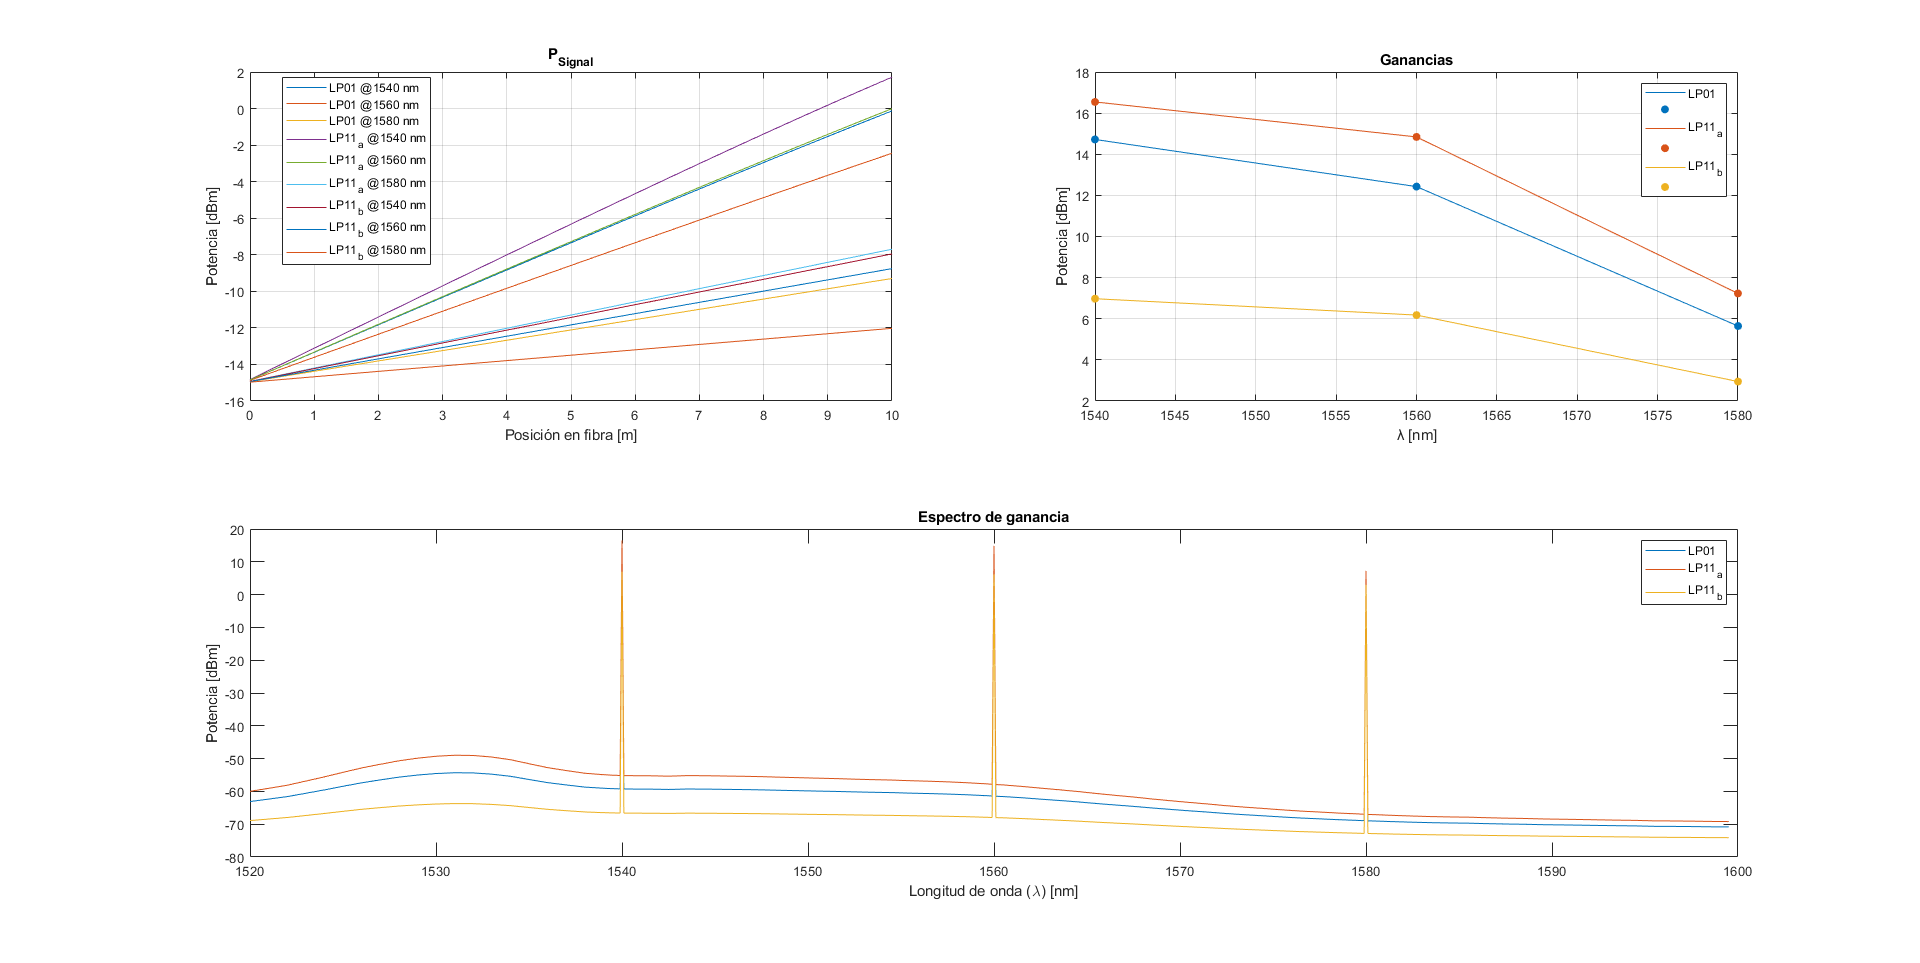 P_Signal
Potencia [dBm]
2
0
-2
-4
-6
-8
-10
-12
-14
-16
LP01 @1540 nm
LP01 @1560 nm
LP01 @1580 nm
LP11_a @1540 nm
LP11_a @1560 nm
LP11_a @1580 nm
LP11_b @1540 nm
LP11_b @1560 nm
LP11_b @1580 nm
0 1 2 3 4 5 6 7 8 9 10
Posición en fibra [m]
Ganancias
Potencia [dBm]
18
16
14
12
10
8
6
4
2
LP01
LP11_a
LP11_b
1540 1545 1550 1555 1560 1565 1570 1575 1580
λ [nm]
Espectro de ganancia
Potencia [dBm]
20
10
0
-10
-20
-30
-40
-50
-60
-70
-80
LP01
LP11_a
LP11_b
1520 1530 1540 1550 1560 1570 1580 1590 1600
Longitud de onda (λ) [nm]